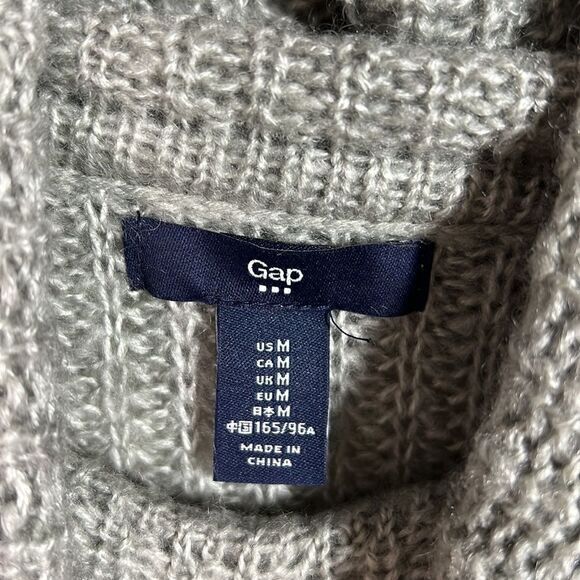 Gap
US M
CA M
UK M
EU M
日本 M
中国 165/96A
MADE IN
CHINA